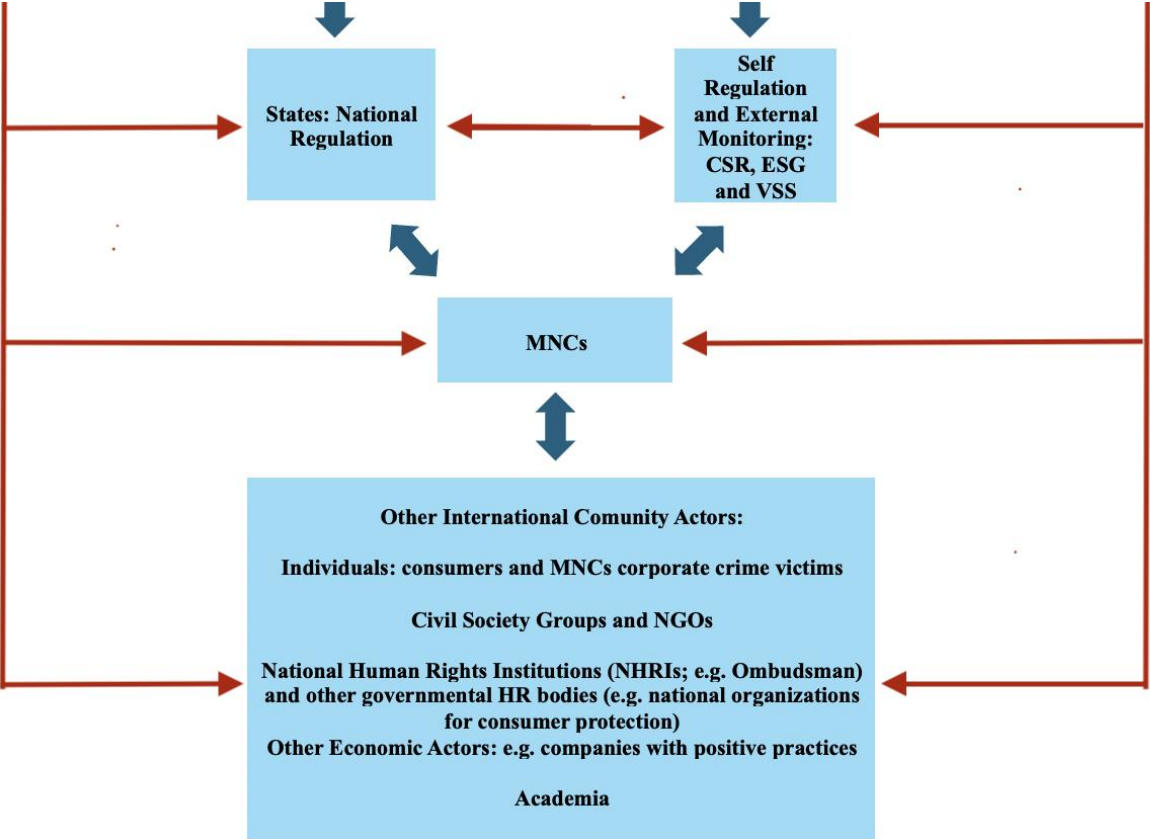 States: National
Regulation
Self
Regulation
and External
Monitoring:
CSR, ESG
and VSS
MNCs
Other International Comunity Actors:
Individuals: consumers and MNCs corporate crime victims
Civil Society Groups and NGOs
National Human Rights Institutions (NHRIs; e.g. Ombudsman)
and other governmental HR bodies (e.g. national organizations
for consumer protection)
Other Economic Actors: e.g. companies with positive practices
Academia